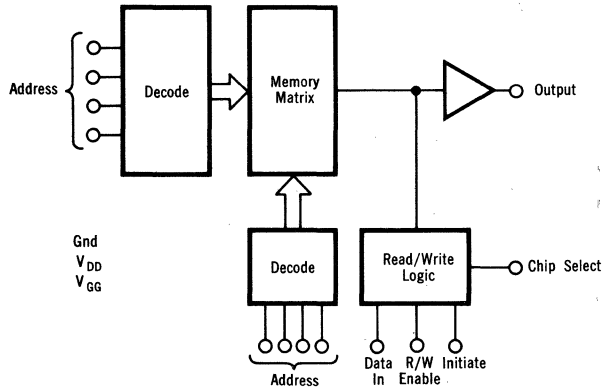 Address
Decode
Memory
Matrix
Output
Gnd
V_DD
V_GG
Decode
Read/Write
Logic
Chip Select
Data
In
R/W
Enable
Initiate
Address